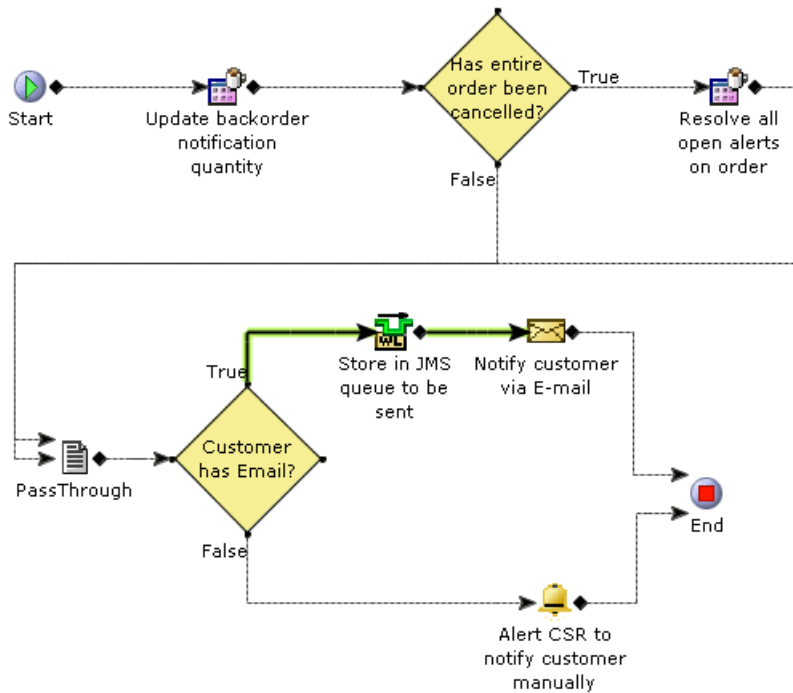 Start
Update backorder
notification
quantity
Has entire
order been
cancelled?
True
False
Resolve all
open alerts
on order
PassThrough
Customer
has Email?
True
False
WL
Store in JMS
queue to be
sent
Notify customer
via E-mail
End
Alert CSR to
notify customer
manually